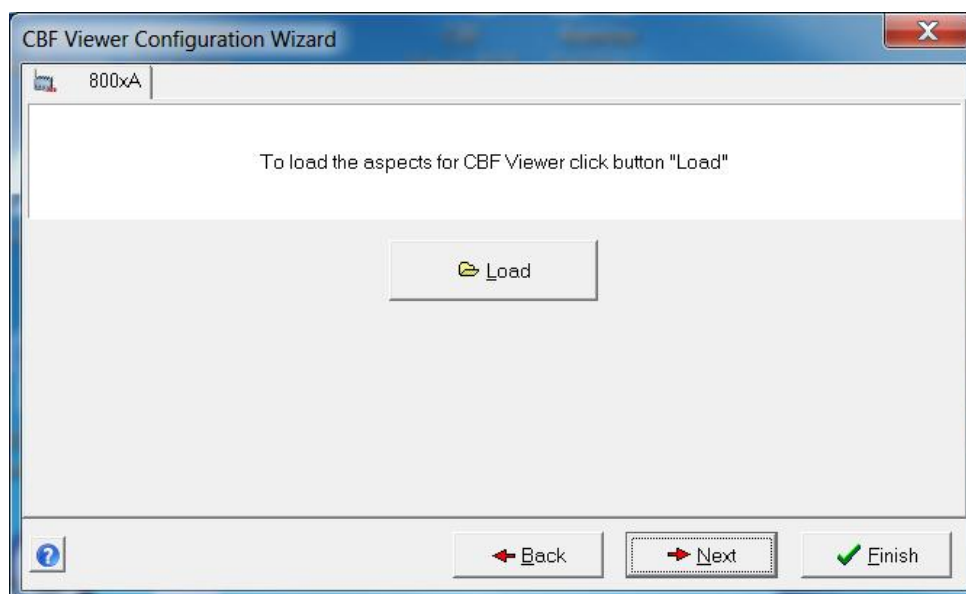 CBF Viewer Configuration Wizard
X
800xA
To load the aspects for CBF Viewer click button "Load"
Load
?
Back
Next
Finish